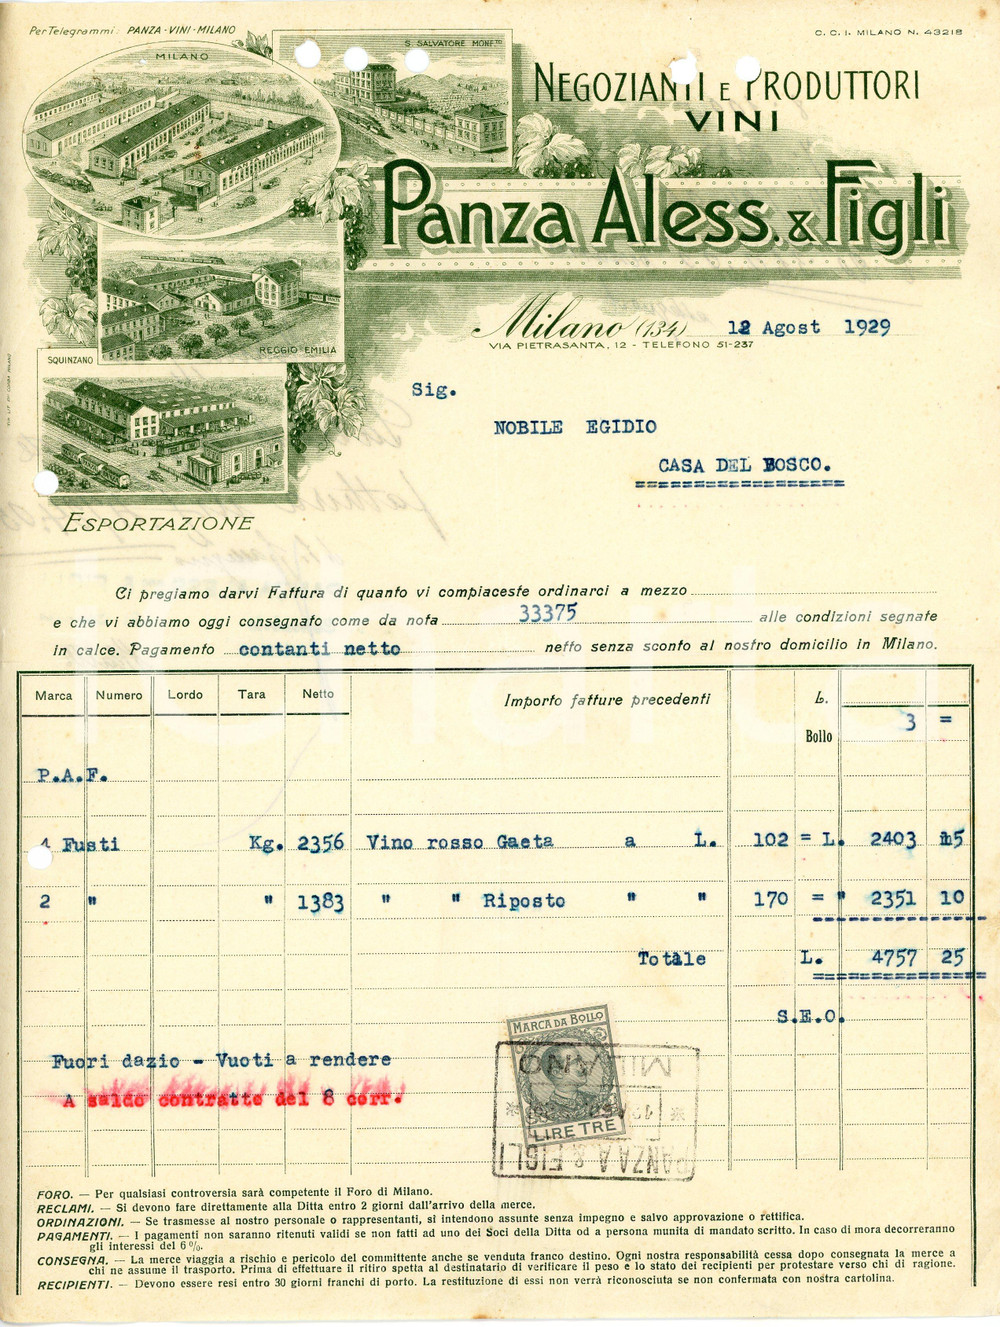 Per Telegrammi: PANZA - VINI - MILANO
C. C. I. MILANO N. 43218
MILANO
S. SALVATORE MONF.TO
NEGOZIANTI E PRODUTTORI
VINI
PANZA ALESS. & FIGLI
REGGIO EMILIA
SQUINZANO
ESPORTAZIONE
Milano (134) 12 Agost 1929
VIA PIETRASANTA, 12 - TELEFONO 51-237
Sig.
NOBILE EGIDIO
CASA DEL BOSCO.
Ci pregiamo darvi Fattura di quanto vi compiaceste ordinarci a mezzo
e che vi abbiamo oggi consegnato come da nota 33375 alle condizioni segnate
in calce. Pagamento contanti netto netto senza sconto al nostro domicilio in Milano.
Marca Numero Lordo Tara Netto Importo fatture precedenti L.
Bollo 3 =
P.A.F.
4 Fusti Kg. 2356 Vino rosso Gaeta a L. 102 = L. 2403 15
2 " " 1383 " " Riposto " " 170 = " 2351 10
Totale L. 4757 25
S.E.O.
MARCA DA BOLLO
LIRE TRE
MILANO
PANZA A. & FIGLI
Fuori dazio - Vuoti a rendere
A saldo contratto del 8 corr.
FORO. — Per qualsiasi controversia sarà competente il Foro di Milano.
RECLAMI. — Si devono fare direttamente alla Ditta entro 2 giorni dall'arrivo della merce.
ORDINAZIONI. — Se trasmesse al nostro personale o rappresentanti, si intendono assunte senza impegno e salvo approvazione o rettifica.
PAGAMENTI. — I pagamenti non saranno ritenuti validi se non fatti ad uno dei Soci della Ditta od a persona munita di mandato scritto. In caso di mora decorreranno
gli interessi del 6%.
CONSEGNA. — La merce viaggia a rischio e pericolo del committente anche se venduta franco destino. Ogni nostra responsabilità cessa dopo consegnata la merce a
chi ne assume il trasporto. Prima di effettuare il ritiro spetta al destinatario di verificare il peso e lo stato dei recipienti per protestare verso chi di ragione.
RECIPIENTI. — Devono essere resi entro 30 giorni franchi di porto. La restituzione di essi non verrà riconosciuta se non confermata con nostra cartolina.